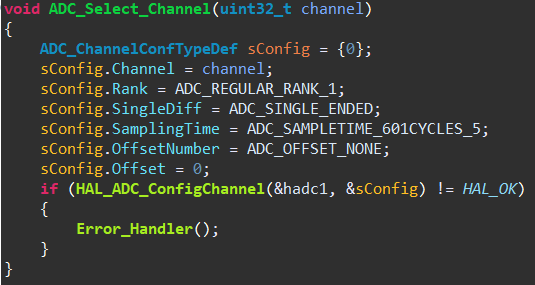 void ADC_Select_Channel(uint32_t channel)
{
    ADC_ChannelConfTypeDef sConfig = {0};
    sConfig.Channel = channel;
    sConfig.Rank = ADC_REGULAR_RANK_1;
    sConfig.SingleDiff = ADC_SINGLE_ENDED;
    sConfig.SamplingTime = ADC_SAMPLETIME_601CYCLES_5;
    sConfig.OffsetNumber = ADC_OFFSET_NONE;
    sConfig.Offset = 0;
    if (HAL_ADC_ConfigChannel(&hadc1, &sConfig) != HAL_OK)
    {
        Error_Handler();
    }
}